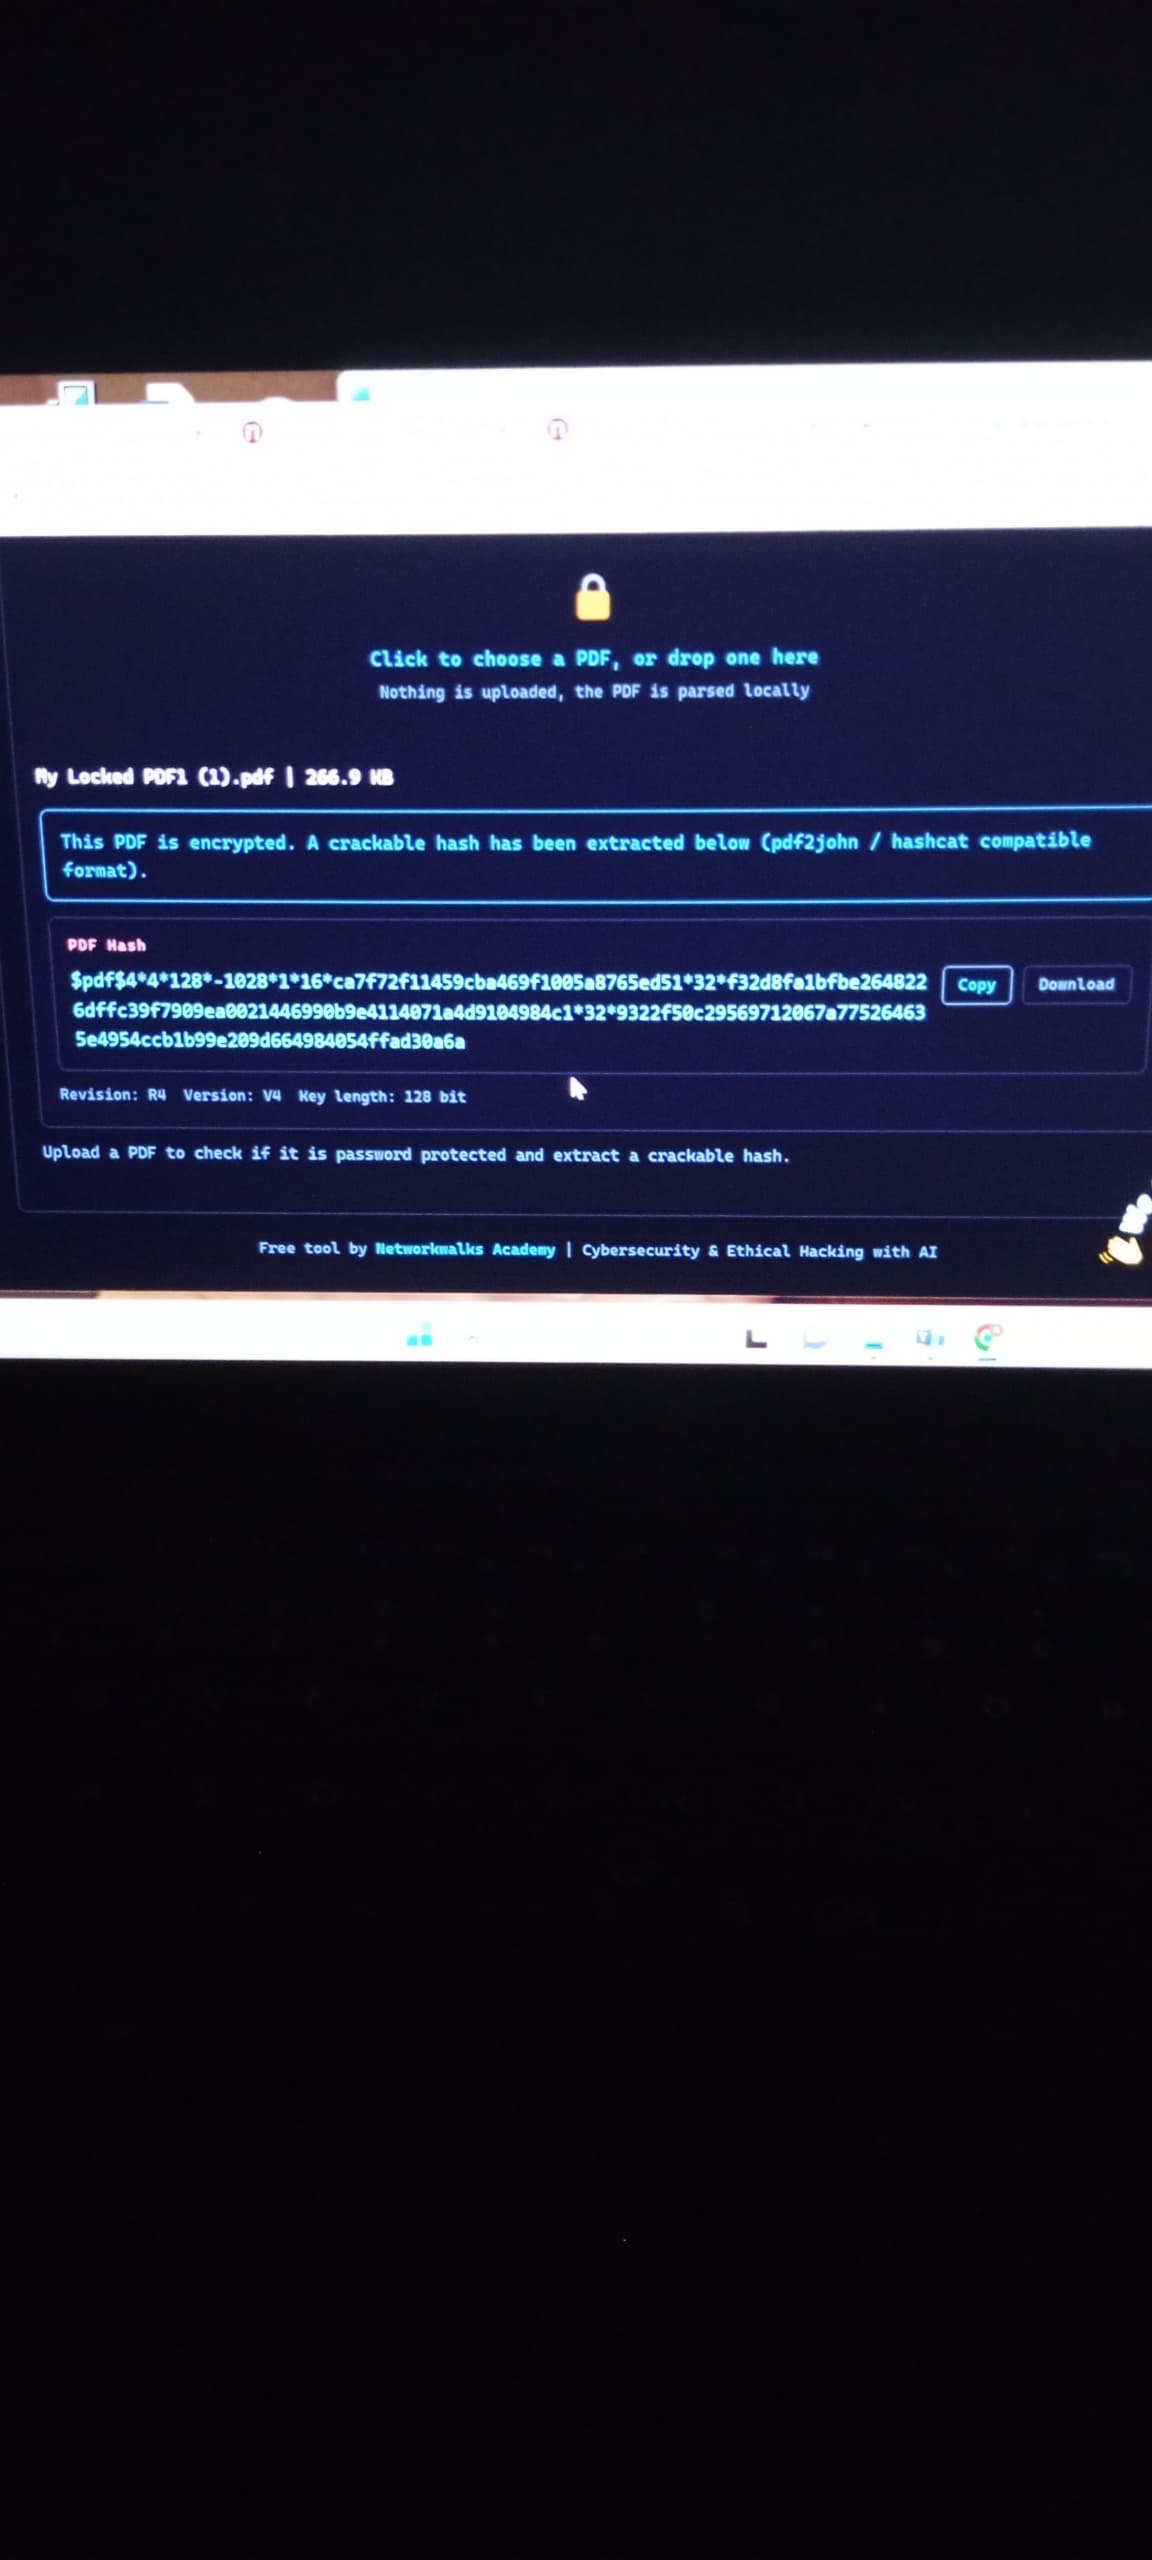 Click to choose a PDF, or drop one here
Nothing is uploaded, the PDF is parsed locally
My Locked PDF1 (1).pdf | 266.9 KB
This PDF is encrypted. A crackable hash has been extracted below (pdf2john / hashcat compatible
format).
PDF Hash
$pdf$4*4*128*-1028*1*16*ca7f72f11459cba469f1005a8765ed51*32*f32d8fa1bfbe264822
6dffc39f7909ea0021446990b9e4114071a4d9104984c1*32*9322f50c29569712067a77526463
5e4954ccb1b99e209d664984054ffad30a6a
Copy
Download
Revision: R4 Version: V4 Key length: 128 bit
Upload a PDF to check if it is password protected and extract a crackable hash.
Free tool by Networkwalks Academy | Cybersecurity & Ethical Hacking with AI